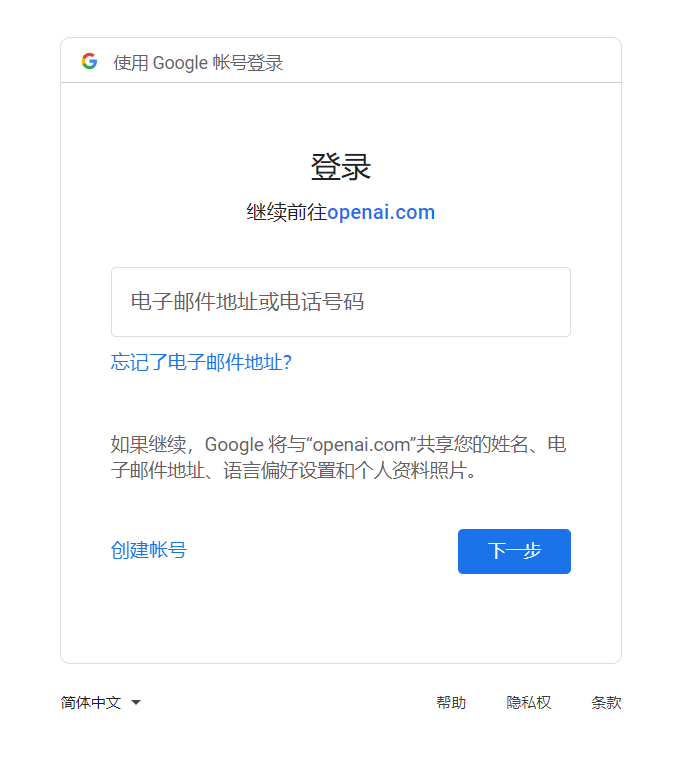 使用 Google 帐号登录
登录
继续前往openai.com
电子邮件地址或电话号码
忘记了电子邮件地址？
如果继续，Google 将与“openai.com”共享您的姓名、电
子邮件地址、语言偏好设置和个人资料照片。
创建帐号
下一步
简体中文
帮助
隐私权
条款